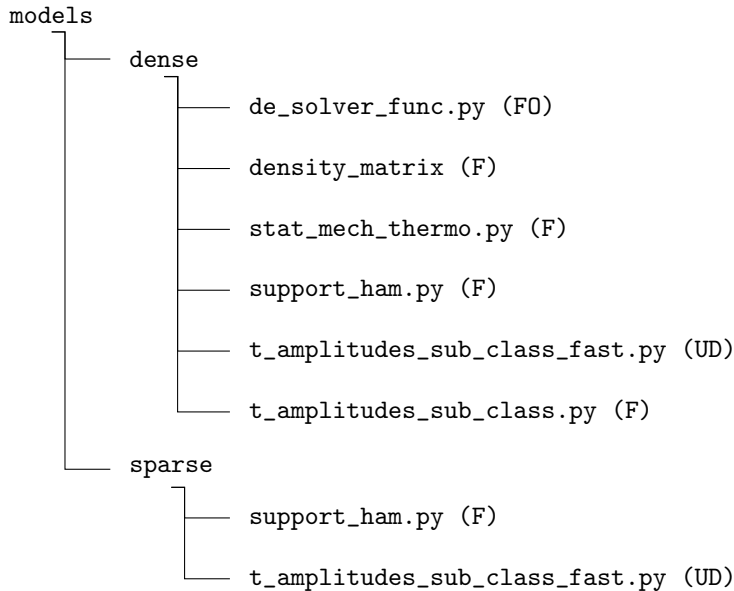 models
dense
de_solver_func.py (FO)
density_matrix (F)
stat_mech_thermo.py (F)
support_ham.py (F)
t_amplitudes_sub_class_fast.py (UD)
t_amplitudes_sub_class.py (F)
sparse
support_ham.py (F)
t_amplitudes_sub_class_fast.py (UD)